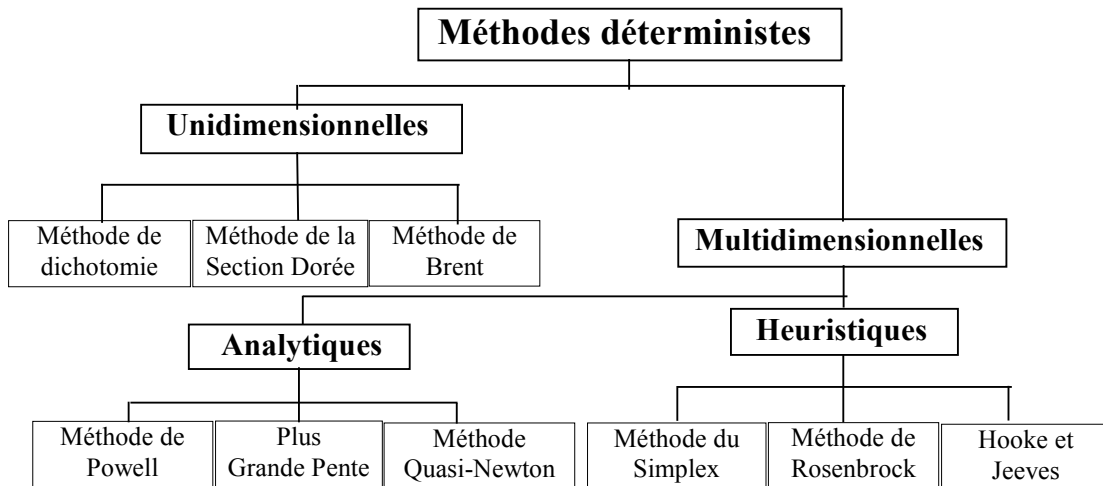 Méthodes déterministes
Unidimensionnelles
Méthode de
dichotomie
Méthode de la
Section Dorée
Méthode de
Brent
Multidimensionnelles
Analytiques
Heuristiques
Méthode de
Powell
Plus
Grande Pente
Méthode
Quasi-Newton
Méthode du
Simplex
Méthode de
Rosenbrock
Hooke et
Jeeves